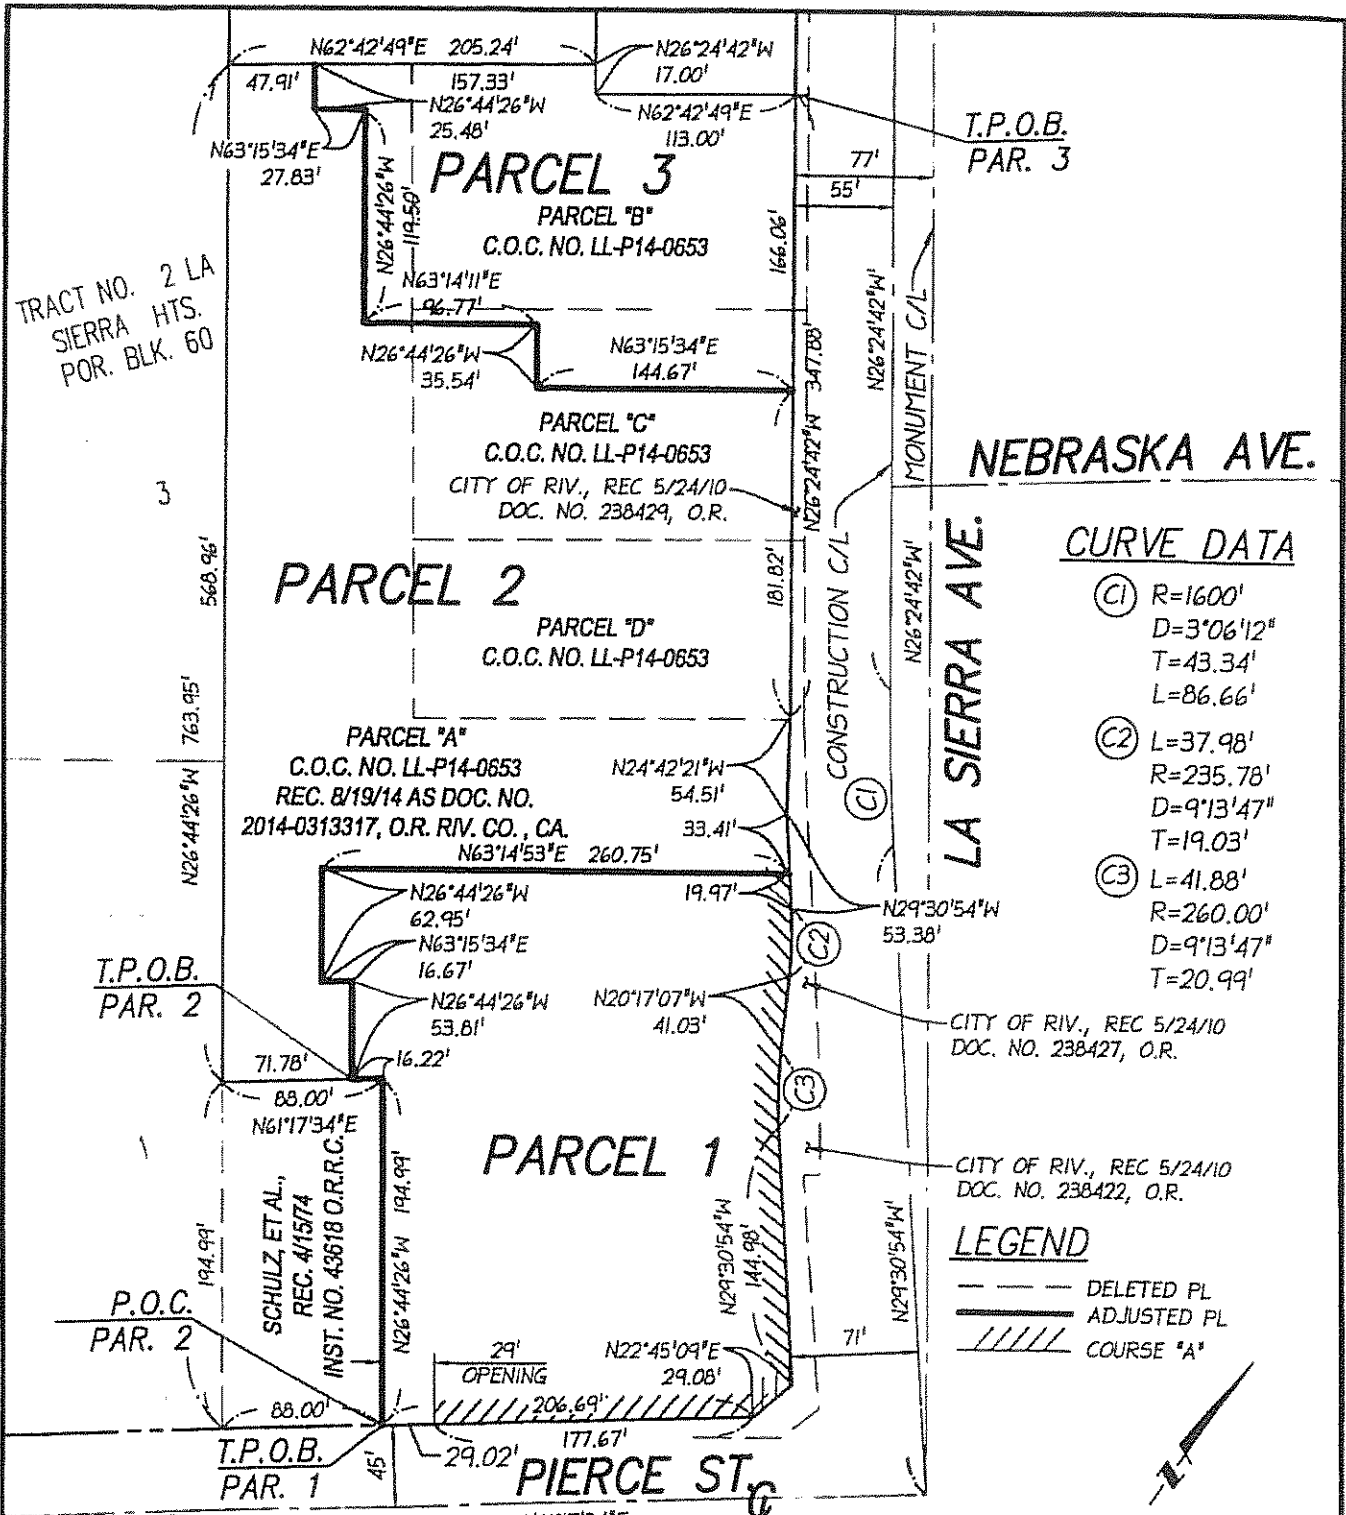 N62°42'49"E 205.24'
47.91'
157.33'
N26°24'42"W
17.00'
N26°44'26"W
25.48'
N62°42'49"E
113.00'
N63°15'34"E
27.83'
T.P.O.B.
PAR. 3
77'
55'
PARCEL 3
PARCEL "B"
C.O.C. NO. LL-P14-0653
N26°44'26"W
119.50'
166.06'
TRACT NO. 2 LA
SIERRA HTS.
POR. BLK. 60
N63°14'11"E
96.77'
N26°44'26"W
35.54'
N63°15'34"E
144.67'
N26°24'42"W 347.88'
N26°24'42"W
MONUMENT C/L
PARCEL "C"
C.O.C. NO. LL-P14-0653
CITY OF RIV., REC 5/24/10
DOC. NO. 238429, O.R.
NEBRASKA AVE.
3
568.96'
PARCEL 2
181.82'
CONSTRUCTION C/L
N26°24'42"W
LA SIERRA AVE.
PARCEL "D"
C.O.C. NO. LL-P14-0653
CURVE DATA
C1 R=1600'
D=3°06'12"
T=43.34'
L=86.66'
C2 L=37.98'
R=235.78'
D=9°13'47"
T=19.03'
C3 L=41.88'
R=260.00'
D=9°13'47"
T=20.99'
N26°44'26"W 763.95'
PARCEL "A"
C.O.C. NO. LL-P14-0653
REC. 8/19/14 AS DOC. NO.
2014-0313317, O.R. RIV. CO., CA.
N24°42'21"W
54.51'
33.41'
C1
N63°14'53"E 260.75'
N26°44'26"W
62.95'
19.97'
N29°30'54"W
53.38'
N63°15'34"E
16.67'
C2
T.P.O.B.
PAR. 2
N26°44'26"W
53.81'
N20°17'07"W
41.03'
CITY OF RIV., REC 5/24/10
DOC. NO. 238427, O.R.
71.78'
16.22'
88.00'
N61°17'34"E
C3
PARCEL 1
CITY OF RIV., REC 5/24/10
DOC. NO. 238422, O.R.
194.99'
SCHULZ, ET AL.,
REC. 4/15/74
INST. NO. 43618 O.R.R.C.
N26°44'26"W 194.99'
N29°30'54"W
144.98'
N29°30'54"W
LEGEND
DELETED PL
ADJUSTED PL
COURSE "A"
P.O.C.
PAR. 2
29'
OPENING
N22°45'09"E
29.08'
71'
88.00'
206.69'
T.P.O.B.
PAR. 1
45'
29.02'
177.67'
PIERCE ST.
N